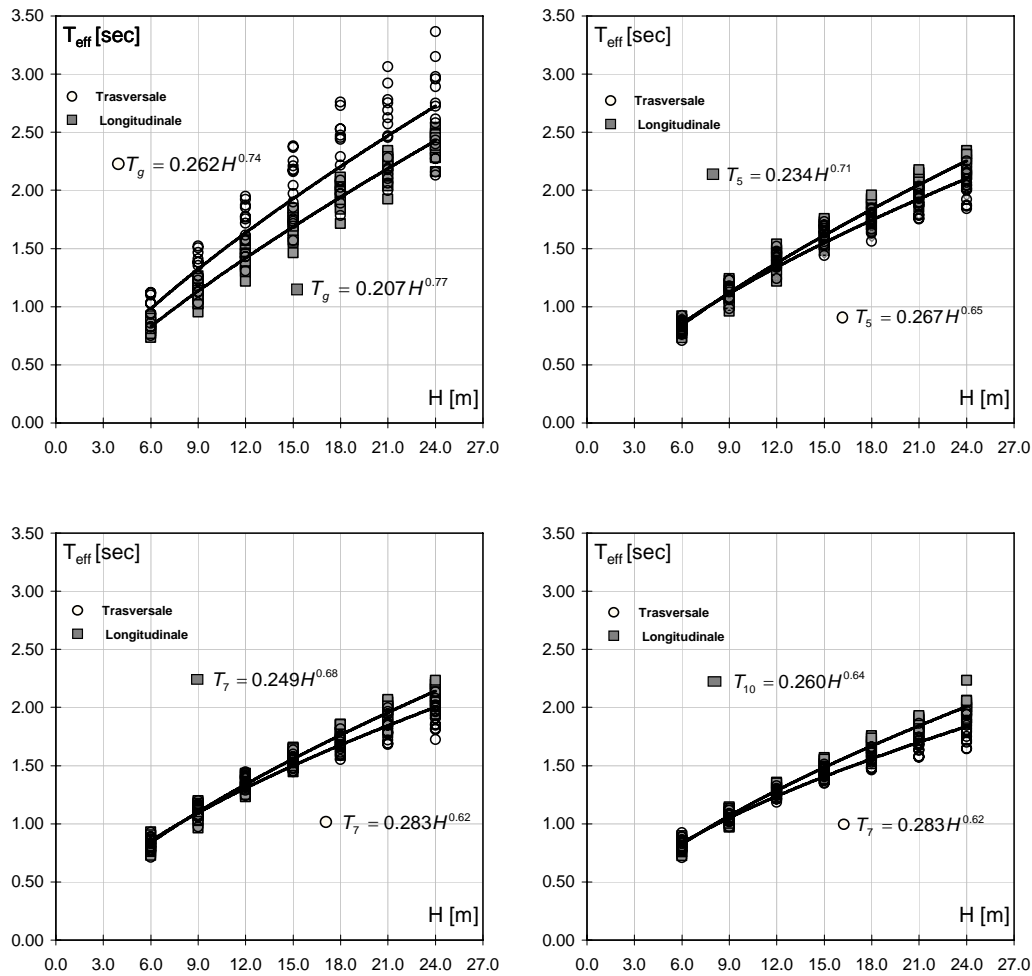 T_eff [sec]
Trasversale
Longitudinale
T_g = 0.262H^0.74
T_g = 0.207H^0.77
H [m]
3.50
3.00
2.50
2.00
1.50
1.00
0.50
0.00
0.0 3.0 6.0 9.0 12.0 15.0 18.0 21.0 24.0 27.0
T_eff [sec]
Trasversale
Longitudinale
T_5 = 0.234H^0.71
T_5 = 0.267H^0.65
H [m]
3.50
3.00
2.50
2.00
1.50
1.00
0.50
0.00
0.0 3.0 6.0 9.0 12.0 15.0 18.0 21.0 24.0 27.0
T_eff [sec]
Trasversale
Longitudinale
T_7 = 0.249H^0.68
T_7 = 0.283H^0.62
H [m]
3.50
3.00
2.50
2.00
1.50
1.00
0.50
0.00
0.0 3.0 6.0 9.0 12.0 15.0 18.0 21.0 24.0 27.0
T_eff [sec]
Trasversale
Longitudinale
T_10 = 0.260H^0.64
T_7 = 0.283H^0.62
H [m]
3.50
3.00
2.50
2.00
1.50
1.00
0.50
0.00
0.0 3.0 6.0 9.0 12.0 15.0 18.0 21.0 24.0 27.0